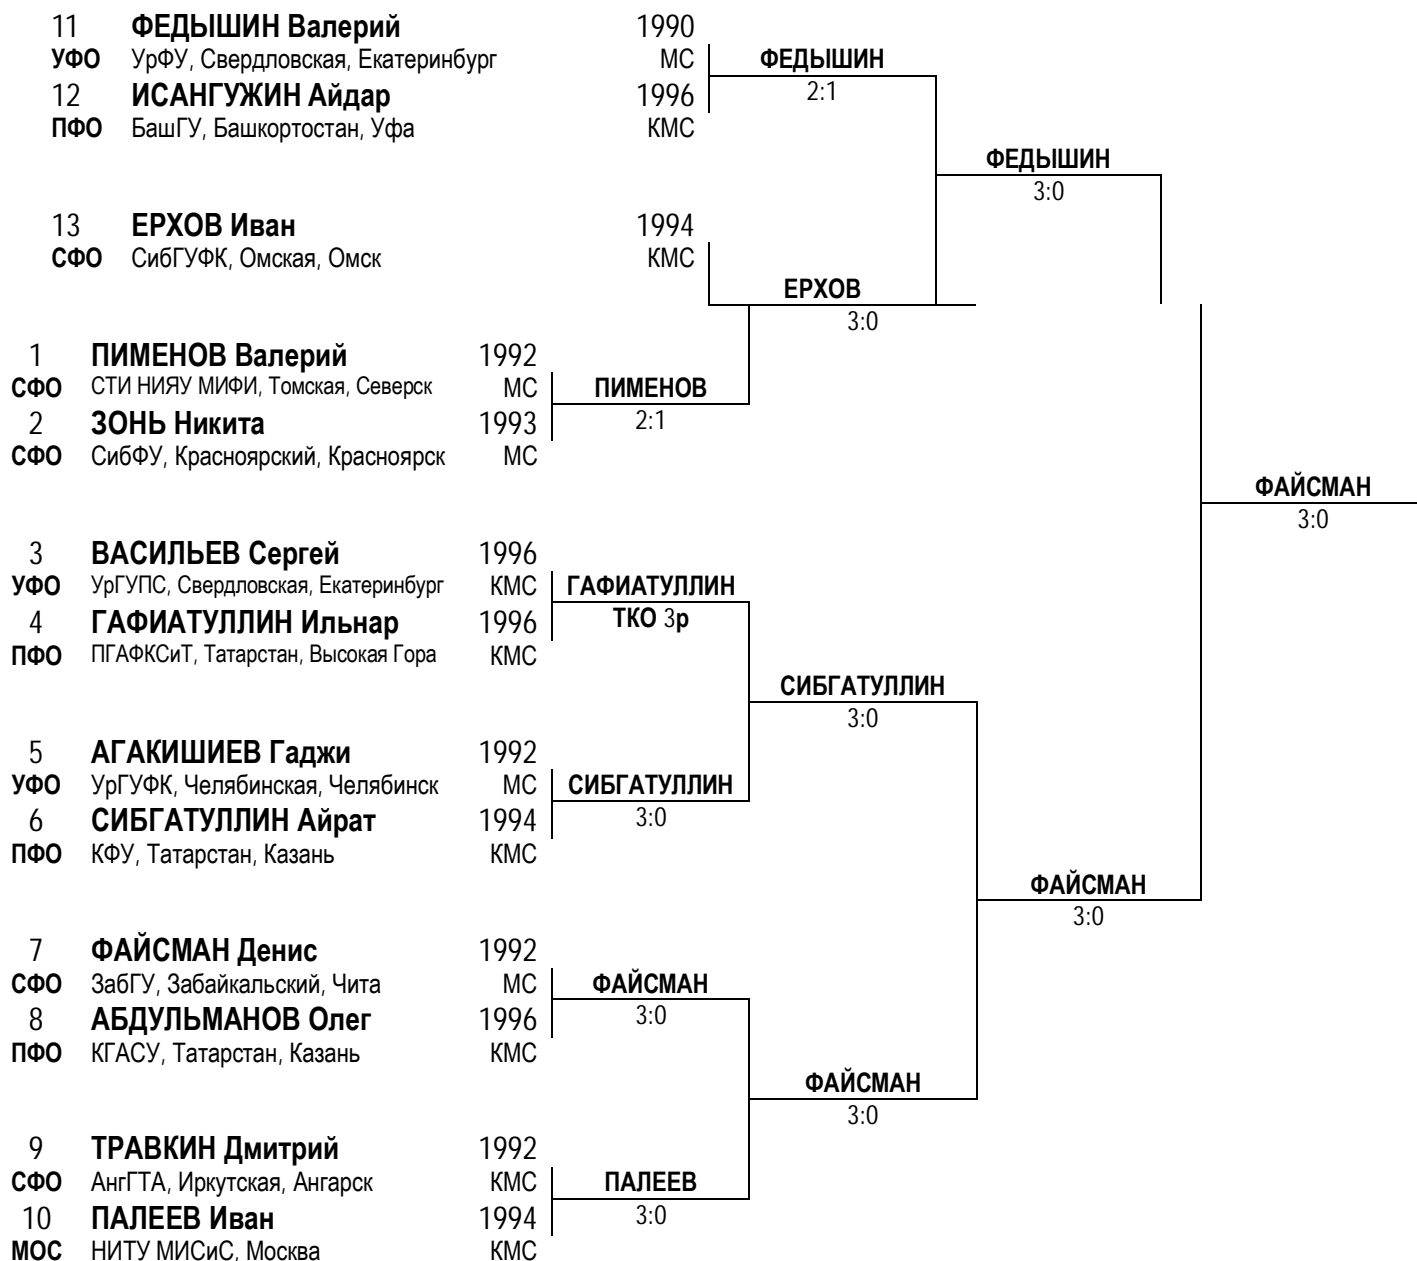 11 ФЕДЫШИН Валерий 1990
УФО УрФУ, Свердловская, Екатеринбург МС ФЕДЫШИН
12 ИСАНГУЖИН Айдар 1996 2:1
ПФО БашГУ, Башкортостан, Уфа КМС
ФЕДЫШИН
3:0
13 ЕРХОВ Иван 1994
СФО СибГУФК, Омская, Омск КМС
ЕРХОВ
3:0
1 ПИМЕНОВ Валерий 1992
СФО СТИ НИЯУ МИФИ, Томская, Северск МС ПИМЕНОВ
2 ЗОНЬ Никита 1993 2:1
СФО СибФУ, Красноярский, Красноярск МС
ФАЙСМАН
3:0
3 ВАСИЛЬЕВ Сергей 1996
УФО УрГУПС, Свердловская, Екатеринбург КМС ГАФИАТУЛЛИН
4 ГАФИАТУЛЛИН Ильнар 1996 ТКО 3р
ПФО ПГАФКСиТ, Татарстан, Высокая Гора КМС
СИБГАТУЛЛИН
3:0
5 АГАКИШИЕВ Гаджи 1992
УФО УрГУФК, Челябинская, Челябинск МС СИБГАТУЛЛИН
6 СИБГАТУЛЛИН Айрат 1994 3:0
ПФО КФУ, Татарстан, Казань КМС
ФАЙСМАН
3:0
7 ФАЙСМАН Денис 1992
СФО ЗабГУ, Забайкальский, Чита МС ФАЙСМАН
8 АБДУЛЬМАНОВ Олег 1996 3:0
ПФО КГАСУ, Татарстан, Казань КМС
ФАЙСМАН
3:0
9 ТРАВКИН Дмитрий 1992
СФО АнгГТА, Иркутская, Ангарск КМС ПАЛЕЕВ
10 ПАЛЕЕВ Иван 1994 3:0
МОС НИТУ МИСиС, Москва КМС